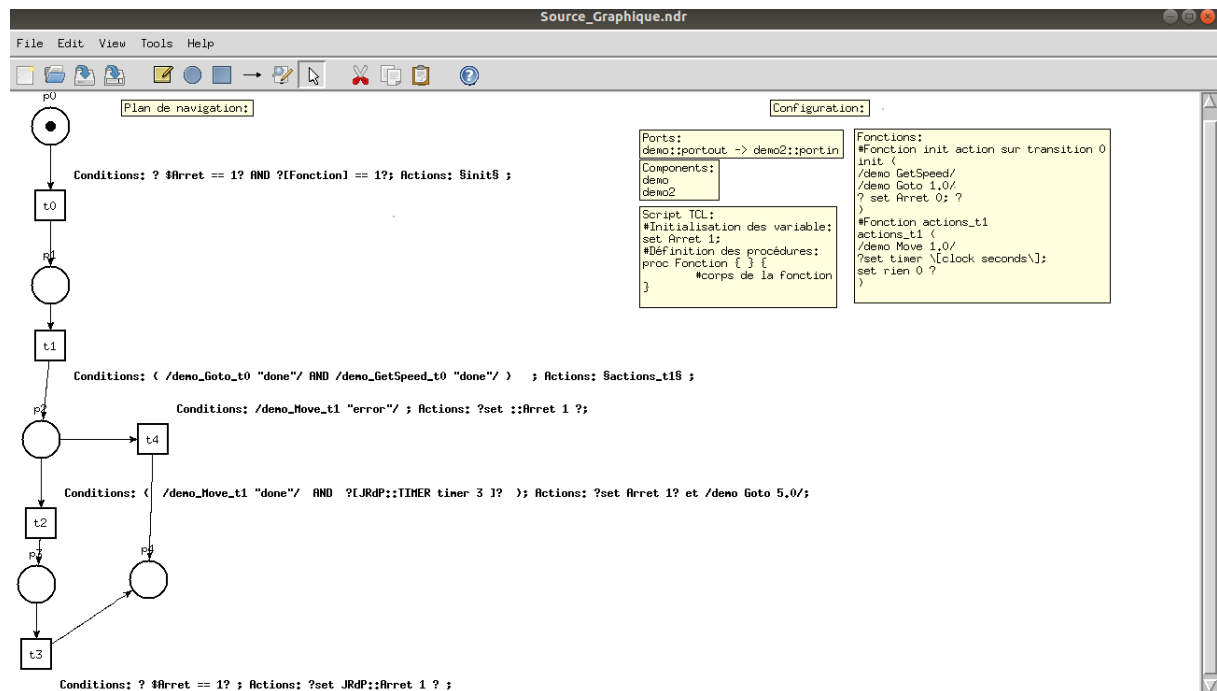 Source_Graphique.ndr
File Edit View Tools Help
p0
Plan de navigation:
Configuration:
Ports:
demo::portout -> demo2::portin
Components:
demo
demo2
Script TCL:
#Initialisation des variable:
set Arret 1;
#Définition des procédures:
proc Fonction { } {
#corps de la fonction
}
Fonctions:
#Fonction init action sur transition 0
init (
/demo GetSpeed/
/demo Goto 1.0/
? set Arret 0; ?
)
#Fonction actions_t1
actions_t1 (
/demo Move 1.0/
?set timer \[clock seconds\];
set rien 0 ?
)
Conditions: ? $Arret == 1? AND ?[Fonction] == 1?; Actions: §init§ ;
t0
p1
t1
Conditions: ( /demo_Goto_t0 "done"/ AND /demo_GetSpeed_t0 "done"/ ) ; Actions: §actions_t1§ ;
p2
Conditions: /demo_Move_t1 "error"/ ; Actions: ?set ::Arret 1 ?;
t4
Conditions: ( /demo_Move_t1 "done"/ AND ?[JRdP::TIMER timer 3 ]? ); Actions: ?set Arret 1? et /demo Goto 5.0/;
t2
p3
p4
t3
Conditions: ? $Arret == 1? ; Actions: ?set JRdP::Arret 1 ? ;